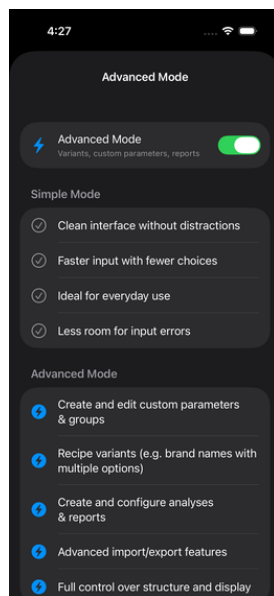 4:27
Advanced Mode
Advanced Mode
Variants, custom parameters, reports
Simple Mode
Clean interface without distractions
Faster input with fewer choices
Ideal for everyday use
Less room for input errors
Advanced Mode
Create and edit custom parameters
& groups
Recipe variants (e.g. brand names with
multiple options)
Create and configure analyses
& reports
Advanced import/export features
Full control over structure and display